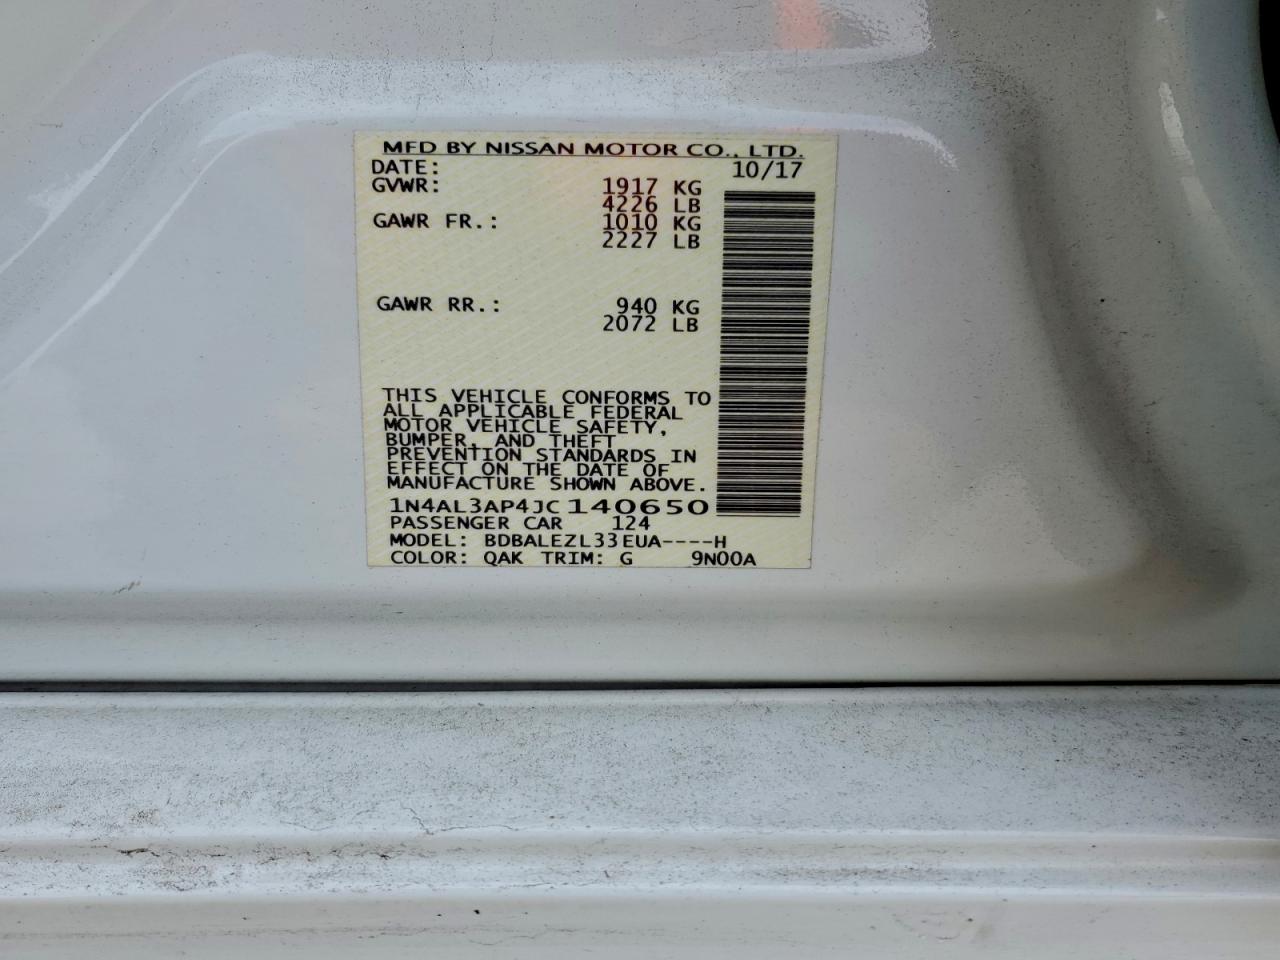 MFD BY NISSAN MOTOR CO., LTD.
DATE: 10/17
GVWR: 1917 KG
4226 LB
GAWR FR.: 1010 KG
2227 LB
GAWR RR.: 940 KG
2072 LB
THIS VEHICLE CONFORMS TO
ALL APPLICABLE FEDERAL
MOTOR VEHICLE SAFETY,
BUMPER, AND THEFT
PREVENTION STANDARDS IN
EFFECT ON THE DATE OF
MANUFACTURE SHOWN ABOVE.
1N4AL3AP4JC140650
PASSENGER CAR 124
MODEL: BDBALEZL33EUA----H
COLOR: QAK TRIM: G 9N00A